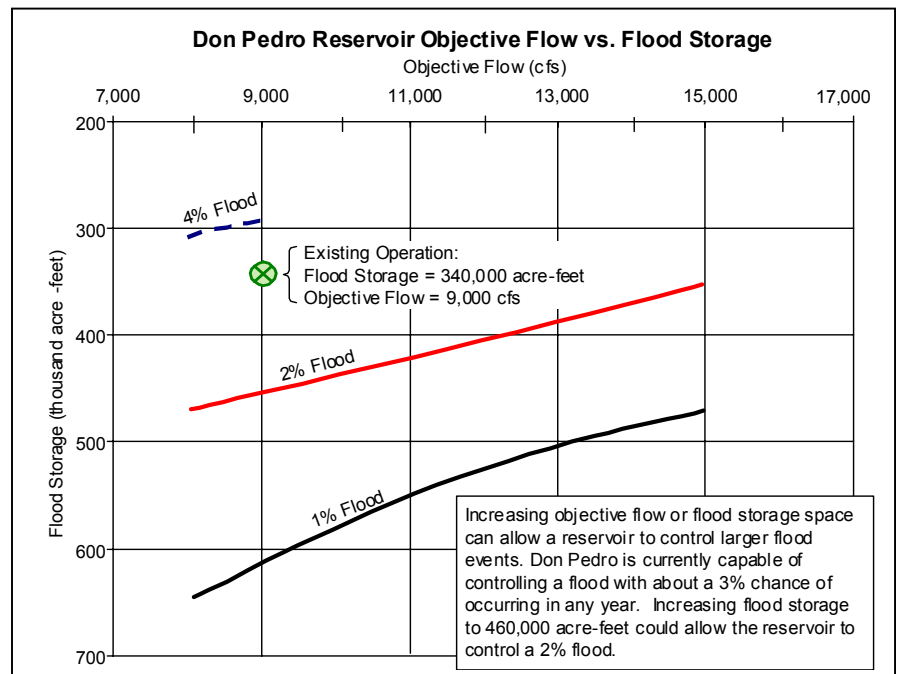 Don Pedro Reservoir Objective Flow vs. Flood Storage
Objective Flow (cfs)
7,000 9,000 11,000 13,000 15,000 17,000
200
300
400
500
600
700
Flood Storage (thousand acre -feet)
4% Flood
Existing Operation:
Flood Storage = 340,000 acre-feet
Objective Flow = 9,000 cfs
2% Flood
1% Flood
Increasing objective flow or flood storage space
can allow a reservoir to control larger flood
events. Don Pedro is currently capable of
controlling a flood with about a 3% chance of
occurring in any year. Increasing flood storage
to 460,000 acre-feet could allow the reservoir to
control a 2% flood.